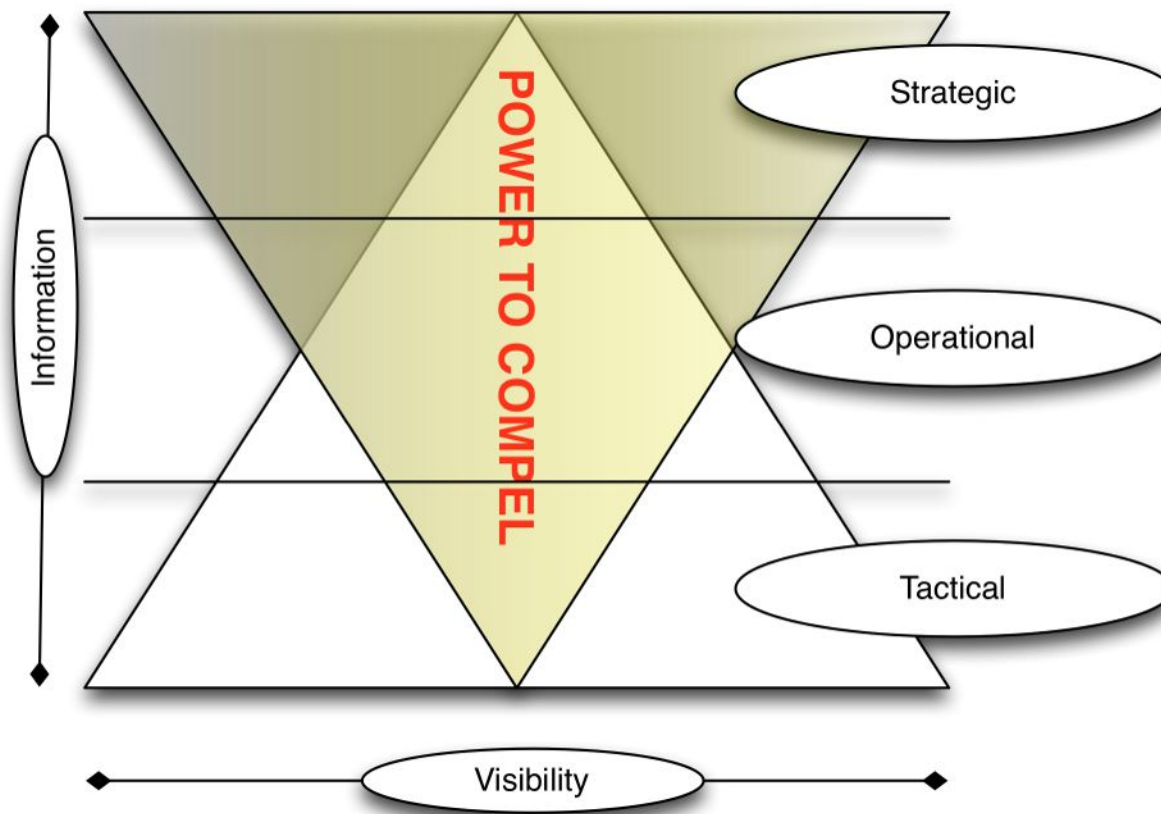 Strategic
POWER TO COMPEL
Information
Operational
Tactical
Visibility